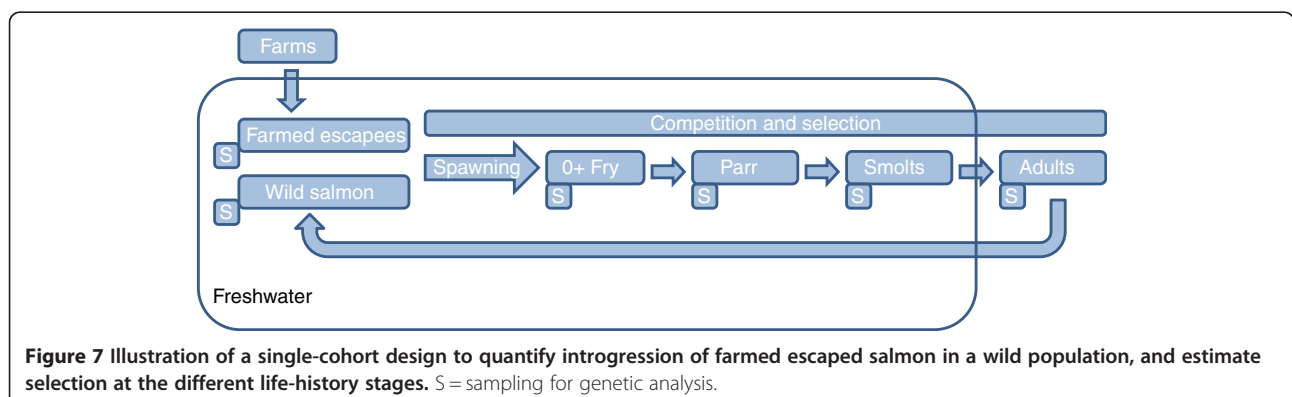 Farms
Farmed escapees
S
Wild salmon
S
Competition and selection
Spawning
0+ Fry
S
Parr
S
Smolts
S
Adults
S
Freshwater
Figure 7 Illustration of a single-cohort design to quantify introgression of farmed escaped salmon in a wild population, and estimate
selection at the different life-history stages. S = sampling for genetic analysis.